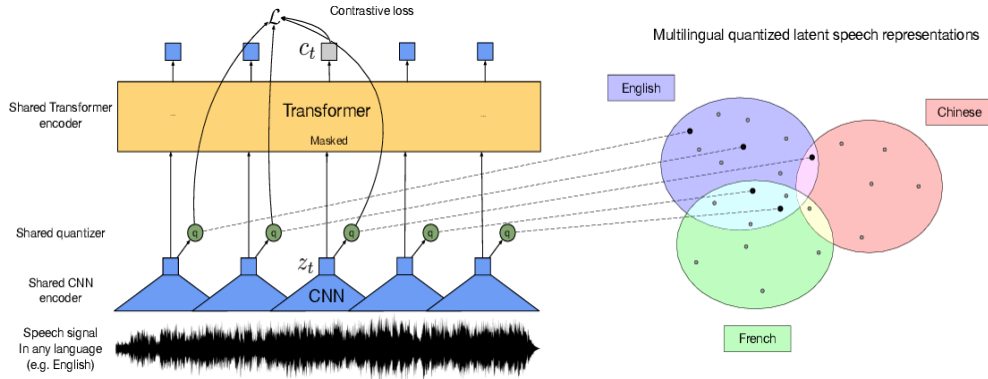 Contrastive loss
ℒ
c_t
Multilingual quantized latent speech representations
Shared Transformer
encoder
Transformer
...
...
Masked
English
Chinese
French
Shared quantizer
q
q
q
q
q
z_t
Shared CNN
encoder
CNN
Speech signal
In any language
(e.g. English)